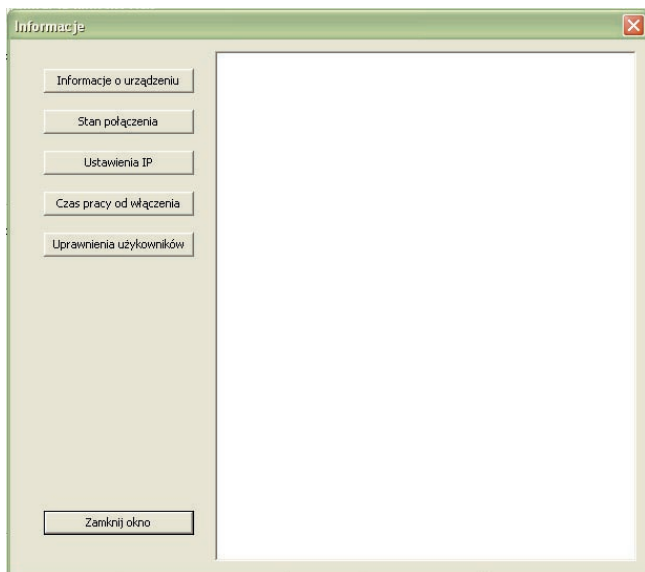 Informacje
Informacje o urządzeniu
Stan połączenia
Ustawienia IP
Czas pracy od włączenia
Uprawnienia użykowników
Zamknij okno